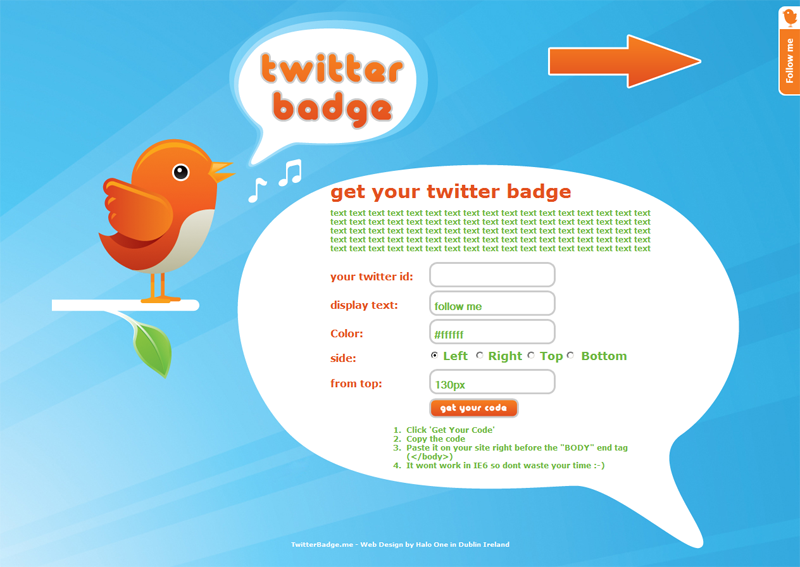 twitter
badge
Follow me
get your twitter badge
text text text text text text text text text text text text text text text text text
text text text text text text text text text text text text text text text text text
text text text text text text text text text text text text text text text text text
text text text text text text text text text text text text text text text text text
text text text text text text text text text text text text text text text text text
your twitter id:
display text: follow me
Color: #ffffff
side: Left Right Top Bottom
from top: 130px
get your code
1. Click 'Get Your Code'
2. Copy the code
3. Paste it on your site right before the "BODY" end tag
(</body>)
4. It wont work in IE6 so dont waste your time :-)
TwitterBadge.me - Web Design by Halo One in Dublin Ireland